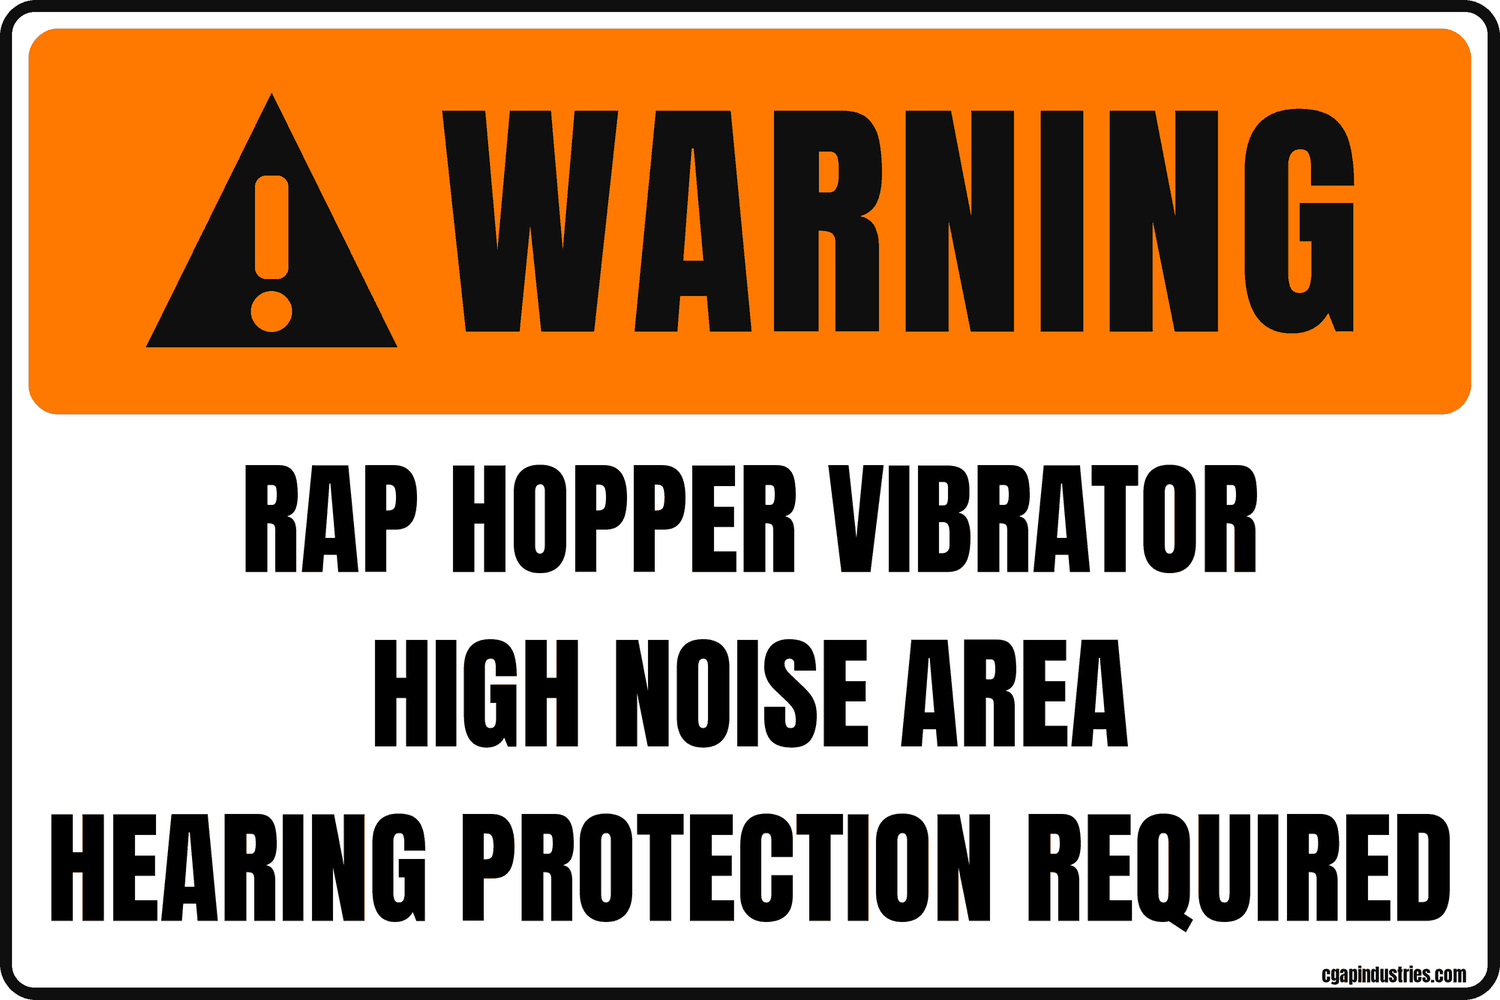 WARNING
RAP HOPPER VIBRATOR
HIGH NOISE AREA
HEARING PROTECTION REQUIRED
cgapindustries.com